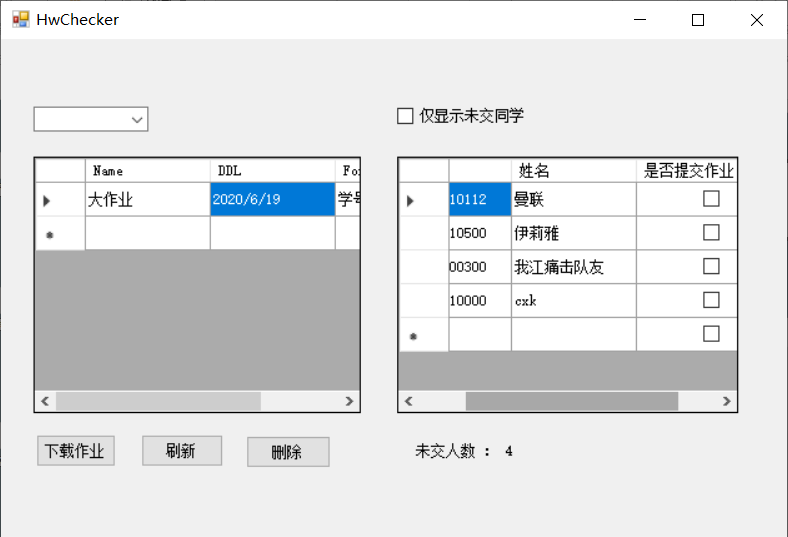 HwChecker
仅显示未交同学
Name DDL
大作业 2020/6/19 学
姓名 是否提交作业
10112 曼联
10500 伊莉雅
00300 我江痛击队友
10000 cxk
下载作业 刷新 删除
未交人数 : 4